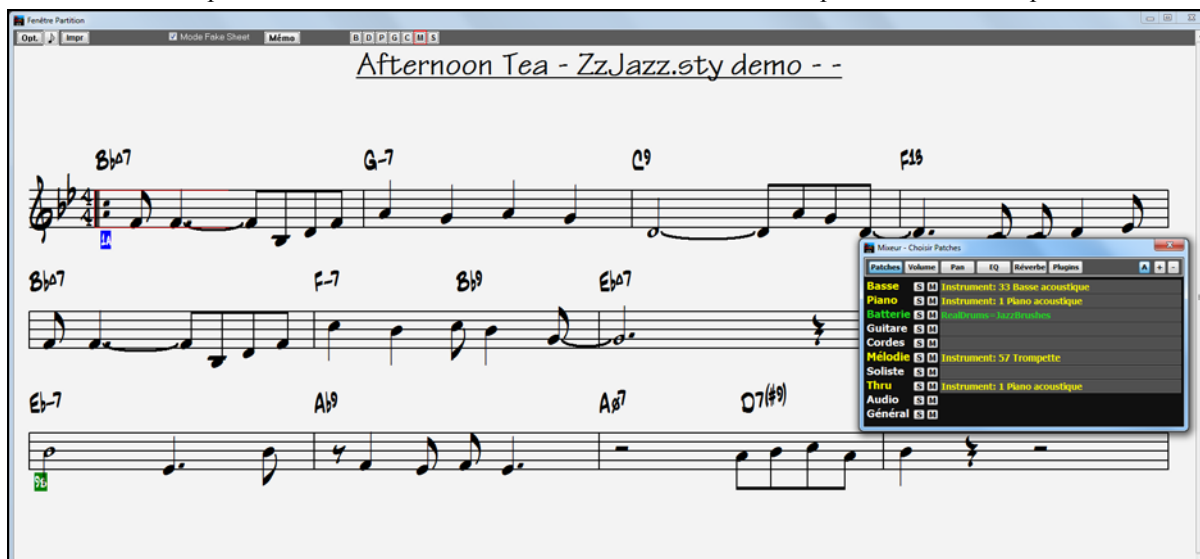 Fenêtre Partition
Opt. Impr Mode Fake Sheet Mémo B D P G C M S
Afternoon Tea - ZzJazz.sty demo - -
Bb△7 G-7 C9 F13
4
4
1A
Bb△7 F-7 Bb9 Eb△7
Eb-7 Ab9 Aø7 D7(#9)
9B
Mixeur - Choisir Patches
Patches Volume Pan EQ Réverbe Plugins A + -
Basse S M Instrument: 33 Basse acoustique
Piano S M Instrument: 1 Piano acoustique
Batterie S M RealDrums=JazzBrushes
Guitare S M
Cordes S M
Mélodie S M Instrument: 57 Trompette
Soliste S M
Thru S M Instrument: 1 Piano acoustique
Audio S M
Général S M